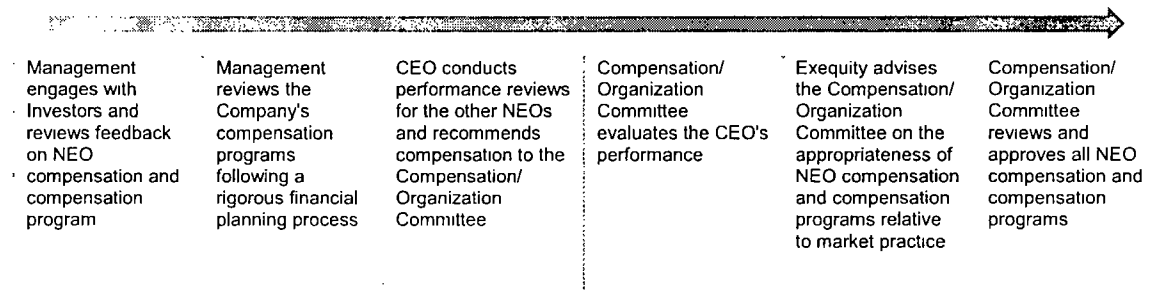 Management
engages with
Investors and
reviews feedback
on NEO
compensation and
compensation
program
Management
reviews the
Company's
compensation
programs
following a
rigorous financial
planning process
CEO conducts
performance reviews
for the other NEOs
and recommends
compensation to the
Compensation/
Organization
Committee
Compensation/
Organization
Committee
evaluates the CEO's
performance
Exequity advises
the Compensation/
Organization
Committee on the
appropriateness of
NEO compensation
and compensation
programs relative
to market practice
Compensation/
Organization
Committee
reviews and
approves all NEO
compensation and
compensation
programs